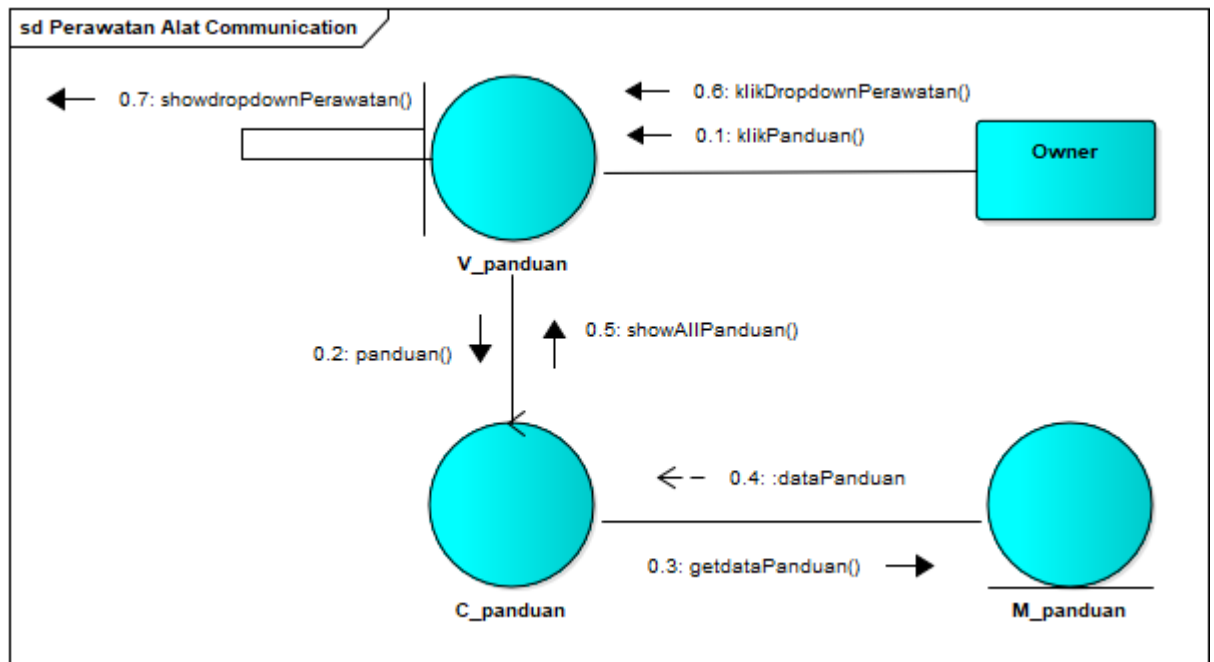 sd Perawatan Alat Communication
0.7: showdropdownPerawatan()
0.6: klikDropdownPerawatan()
0.1: klikPanduan()
Owner
V_panduan
0.5: showAllPanduan()
0.2: panduan()
0.4: :dataPanduan
0.3: getdataPanduan()
C_panduan
M_panduan